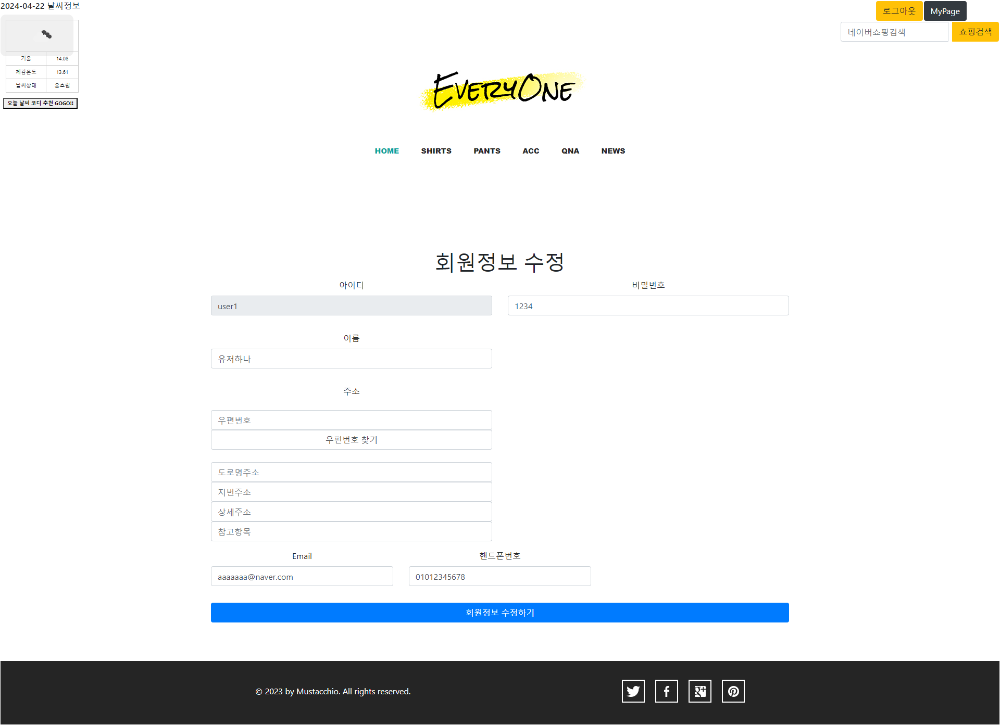 2024-04-22 날씨정보
로그아웃 MyPage
네이버쇼핑검색 쇼핑검색
기온 14.08
체감온도 13.61
날씨상태 온흐림
오늘 날씨 코디 추천 GOGO!!
EVERYONE
HOME SHIRTS PANTS ACC QNA NEWS
회원정보 수정
아이디 비밀번호
user1 1234
이름
유저하나
주소
우편번호
우편번호 찾기
도로명주소
지번주소
상세주소
참고항목
Email 핸드폰번호
aaaaaaa@naver.com 01012345678
회원정보 수정하기
© 2023 by Mustacchio. All rights reserved.